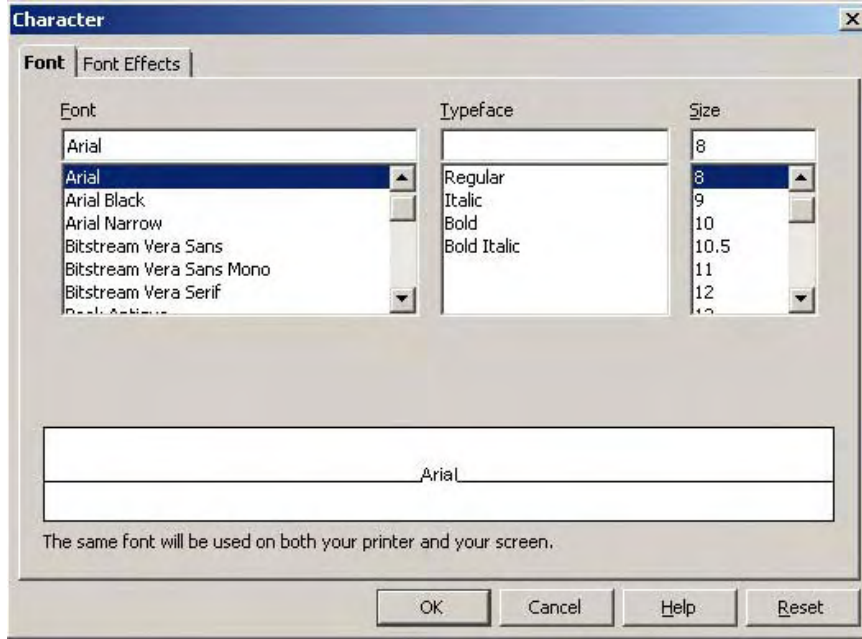 Character
Font Font Effects
Font Typeface Size
Arial 8
Arial Regular 8
Arial Black Italic 9
Arial Narrow Bold 10
Bitstream Vera Sans Bold Italic 10.5
Bitstream Vera Sans Mono 11
Bitstream Vera Serif 12
Arial
The same font will be used on both your printer and your screen.
OK Cancel Help Reset